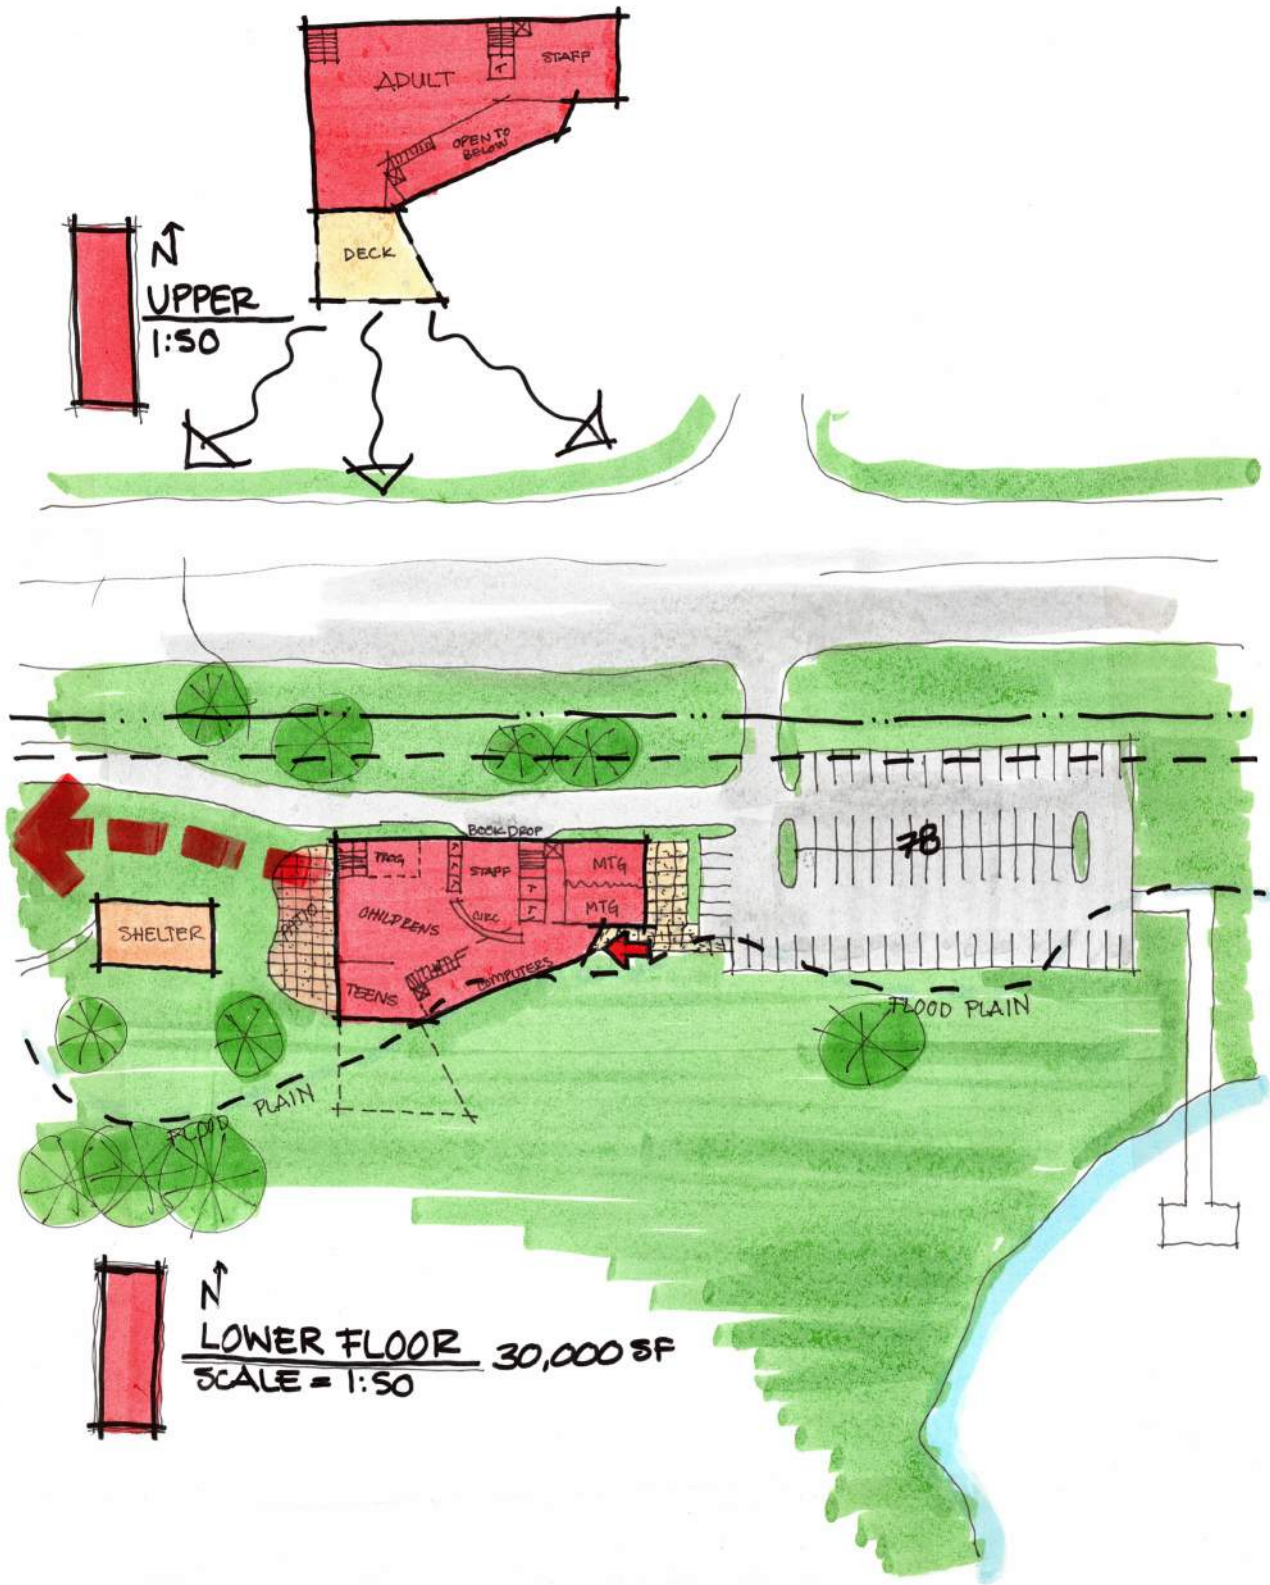 STAFF
ADULT
OPEN TO
BELOW
DECK
N
UPPER
1:50
BOOK DROP
PROG
STAFF
MTG
MTG
CHILDRENS
CIRC
PATIO
SHELTER
TEENS
COMPUTERS
78
FLOOD PLAIN
FLOOD PLAIN
N
LOWER FLOOR 30,000 SF
SCALE = 1:50